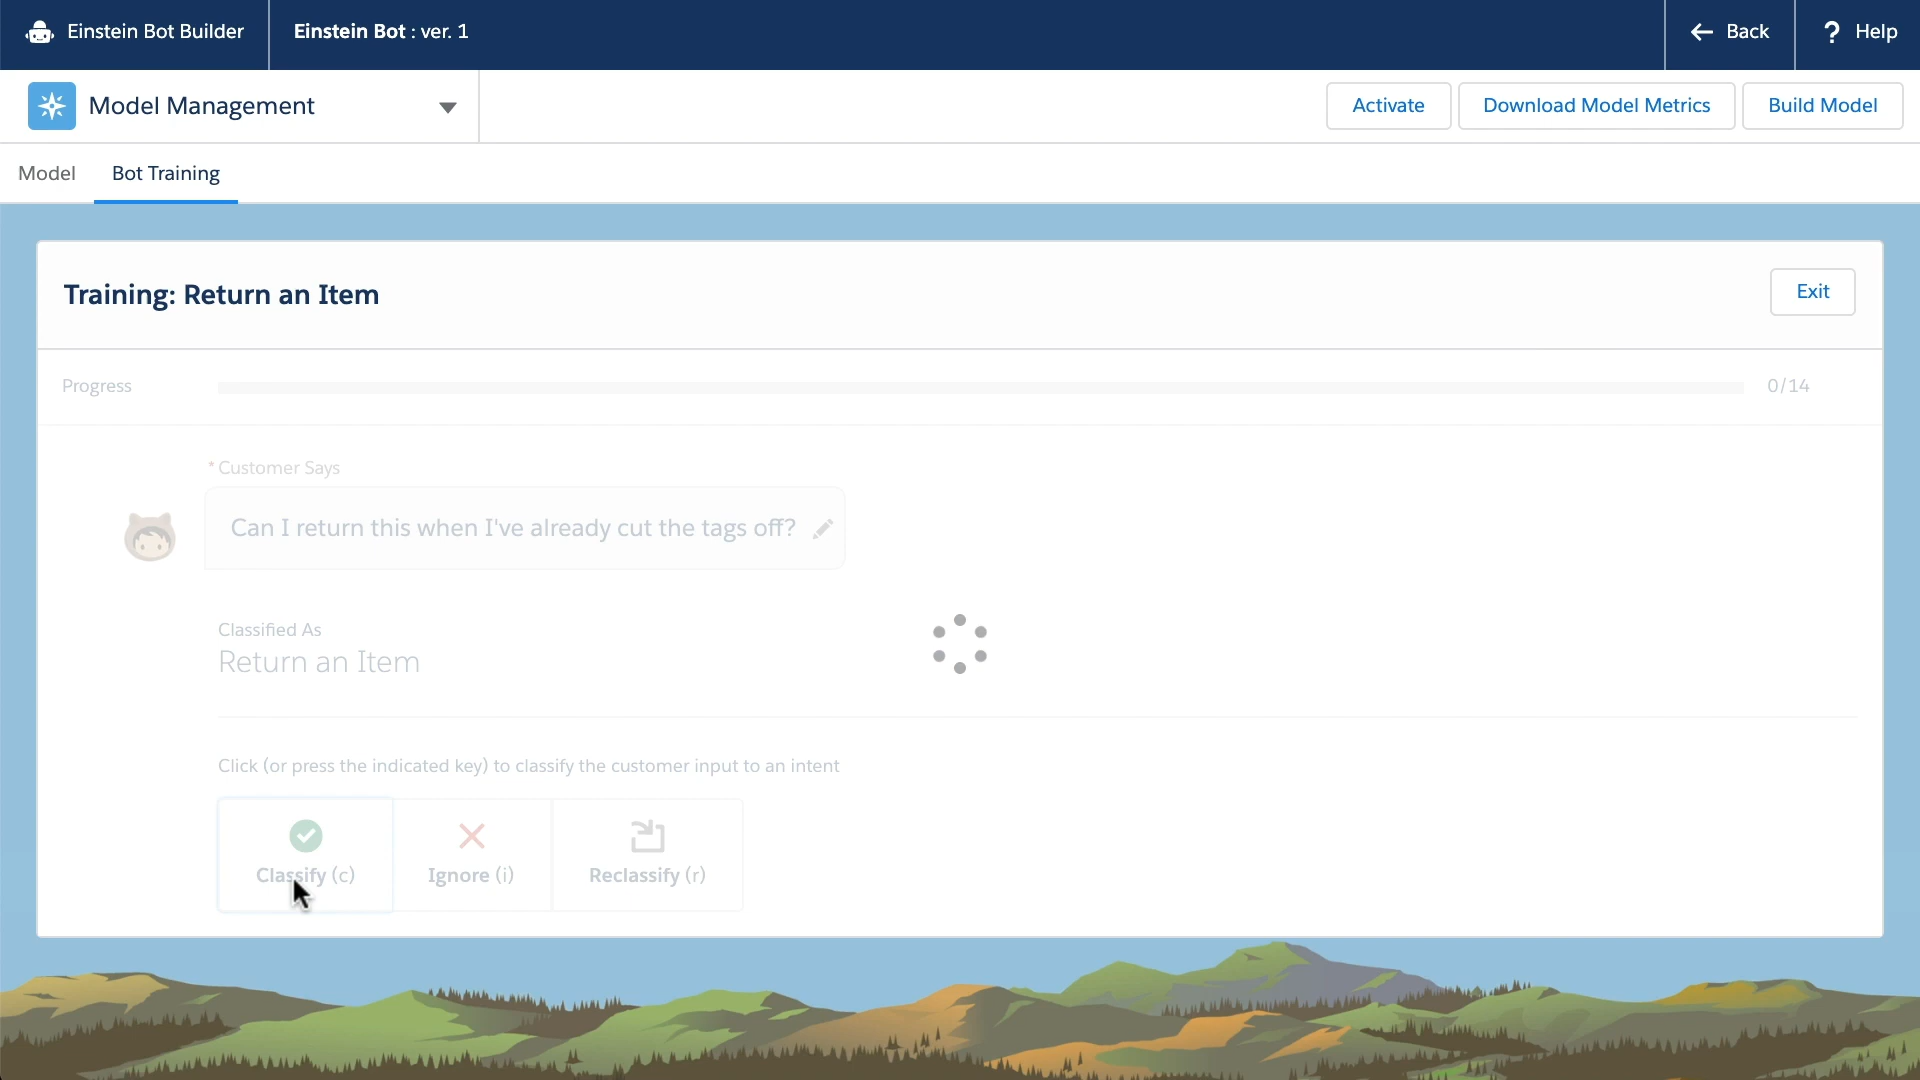 Einstein Bot Builder
Einstein Bot : ver. 1
Back
? Help
Model Management
Activate
Download Model Metrics
Build Model
Model
Bot Training
Training: Return an Item
Exit
Progress
0/14
* Customer Says
Can I return this when I've already cut the tags off?
Classified As
Return an Item
Click (or press the indicated key) to classify the customer input to an intent
Classify (c)
Ignore (i)
Reclassify (r)